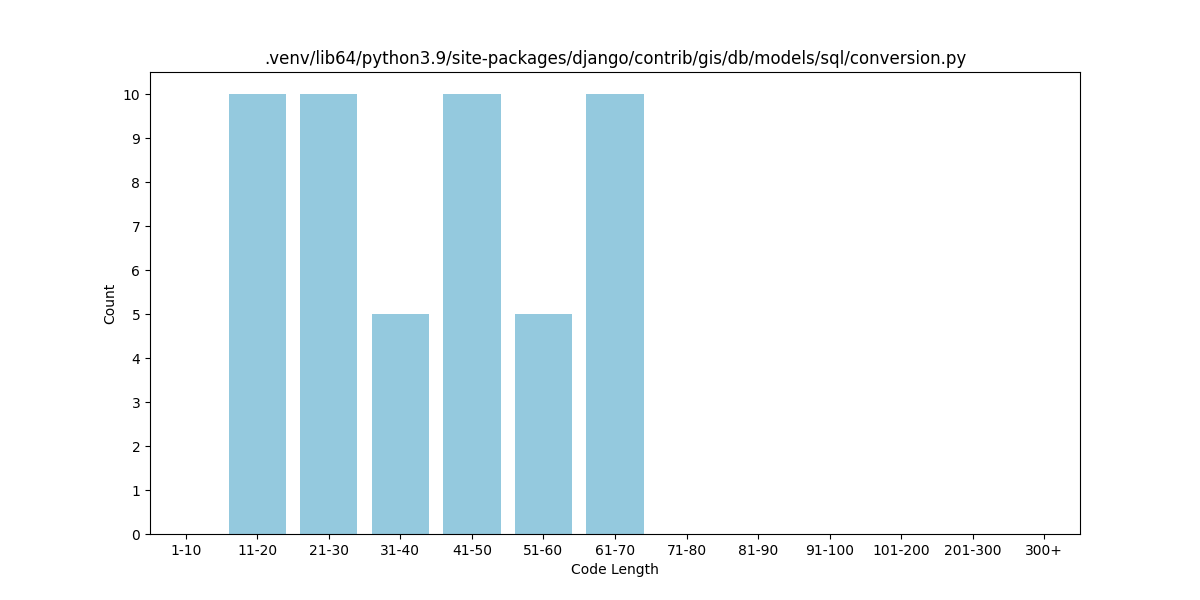 .venv/lib64/python3.9/site-packages/django/contrib/gis/db/models/sql/conversion.py
10
9
8
7
6
5
4
3
2
1
0
Count
1-10 11-20 21-30 31-40 41-50 51-60 61-70 71-80 81-90 91-100 101-200 201-300 300+
Code Length